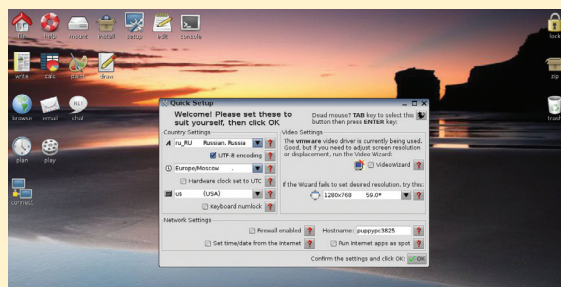 file help mount install setup edit console
write calc paint draw
browse email chat
plan play
connect
lock
zip
trash
Quick Setup
Welcome! Please set these to
suit yourself, then click OK
Dead mouse? TAB key to select this
button then press ENTER key:
Country Settings
ru_RU Russian, Russia ?
UTF-8 encoding ?
Europe/Moscow . ?
Hardware clock set to UTC ?
us (USA) ?
Keyboard numlock ?
Video Settings
The vmware video driver is currently being used.
Good, but if you need to adjust screen resolution
or displacement, run the Video Wizard:
VideoWizard ?
If the Wizard fails to set desired resolution, try this:
1280x768 59.0* ?
Network Settings
Firewall enabled ? Hostname: puppypc3825 ?
Set time/date from the Internet ? Run Internet apps as spot ?
Confirm the settings and click OK: OK